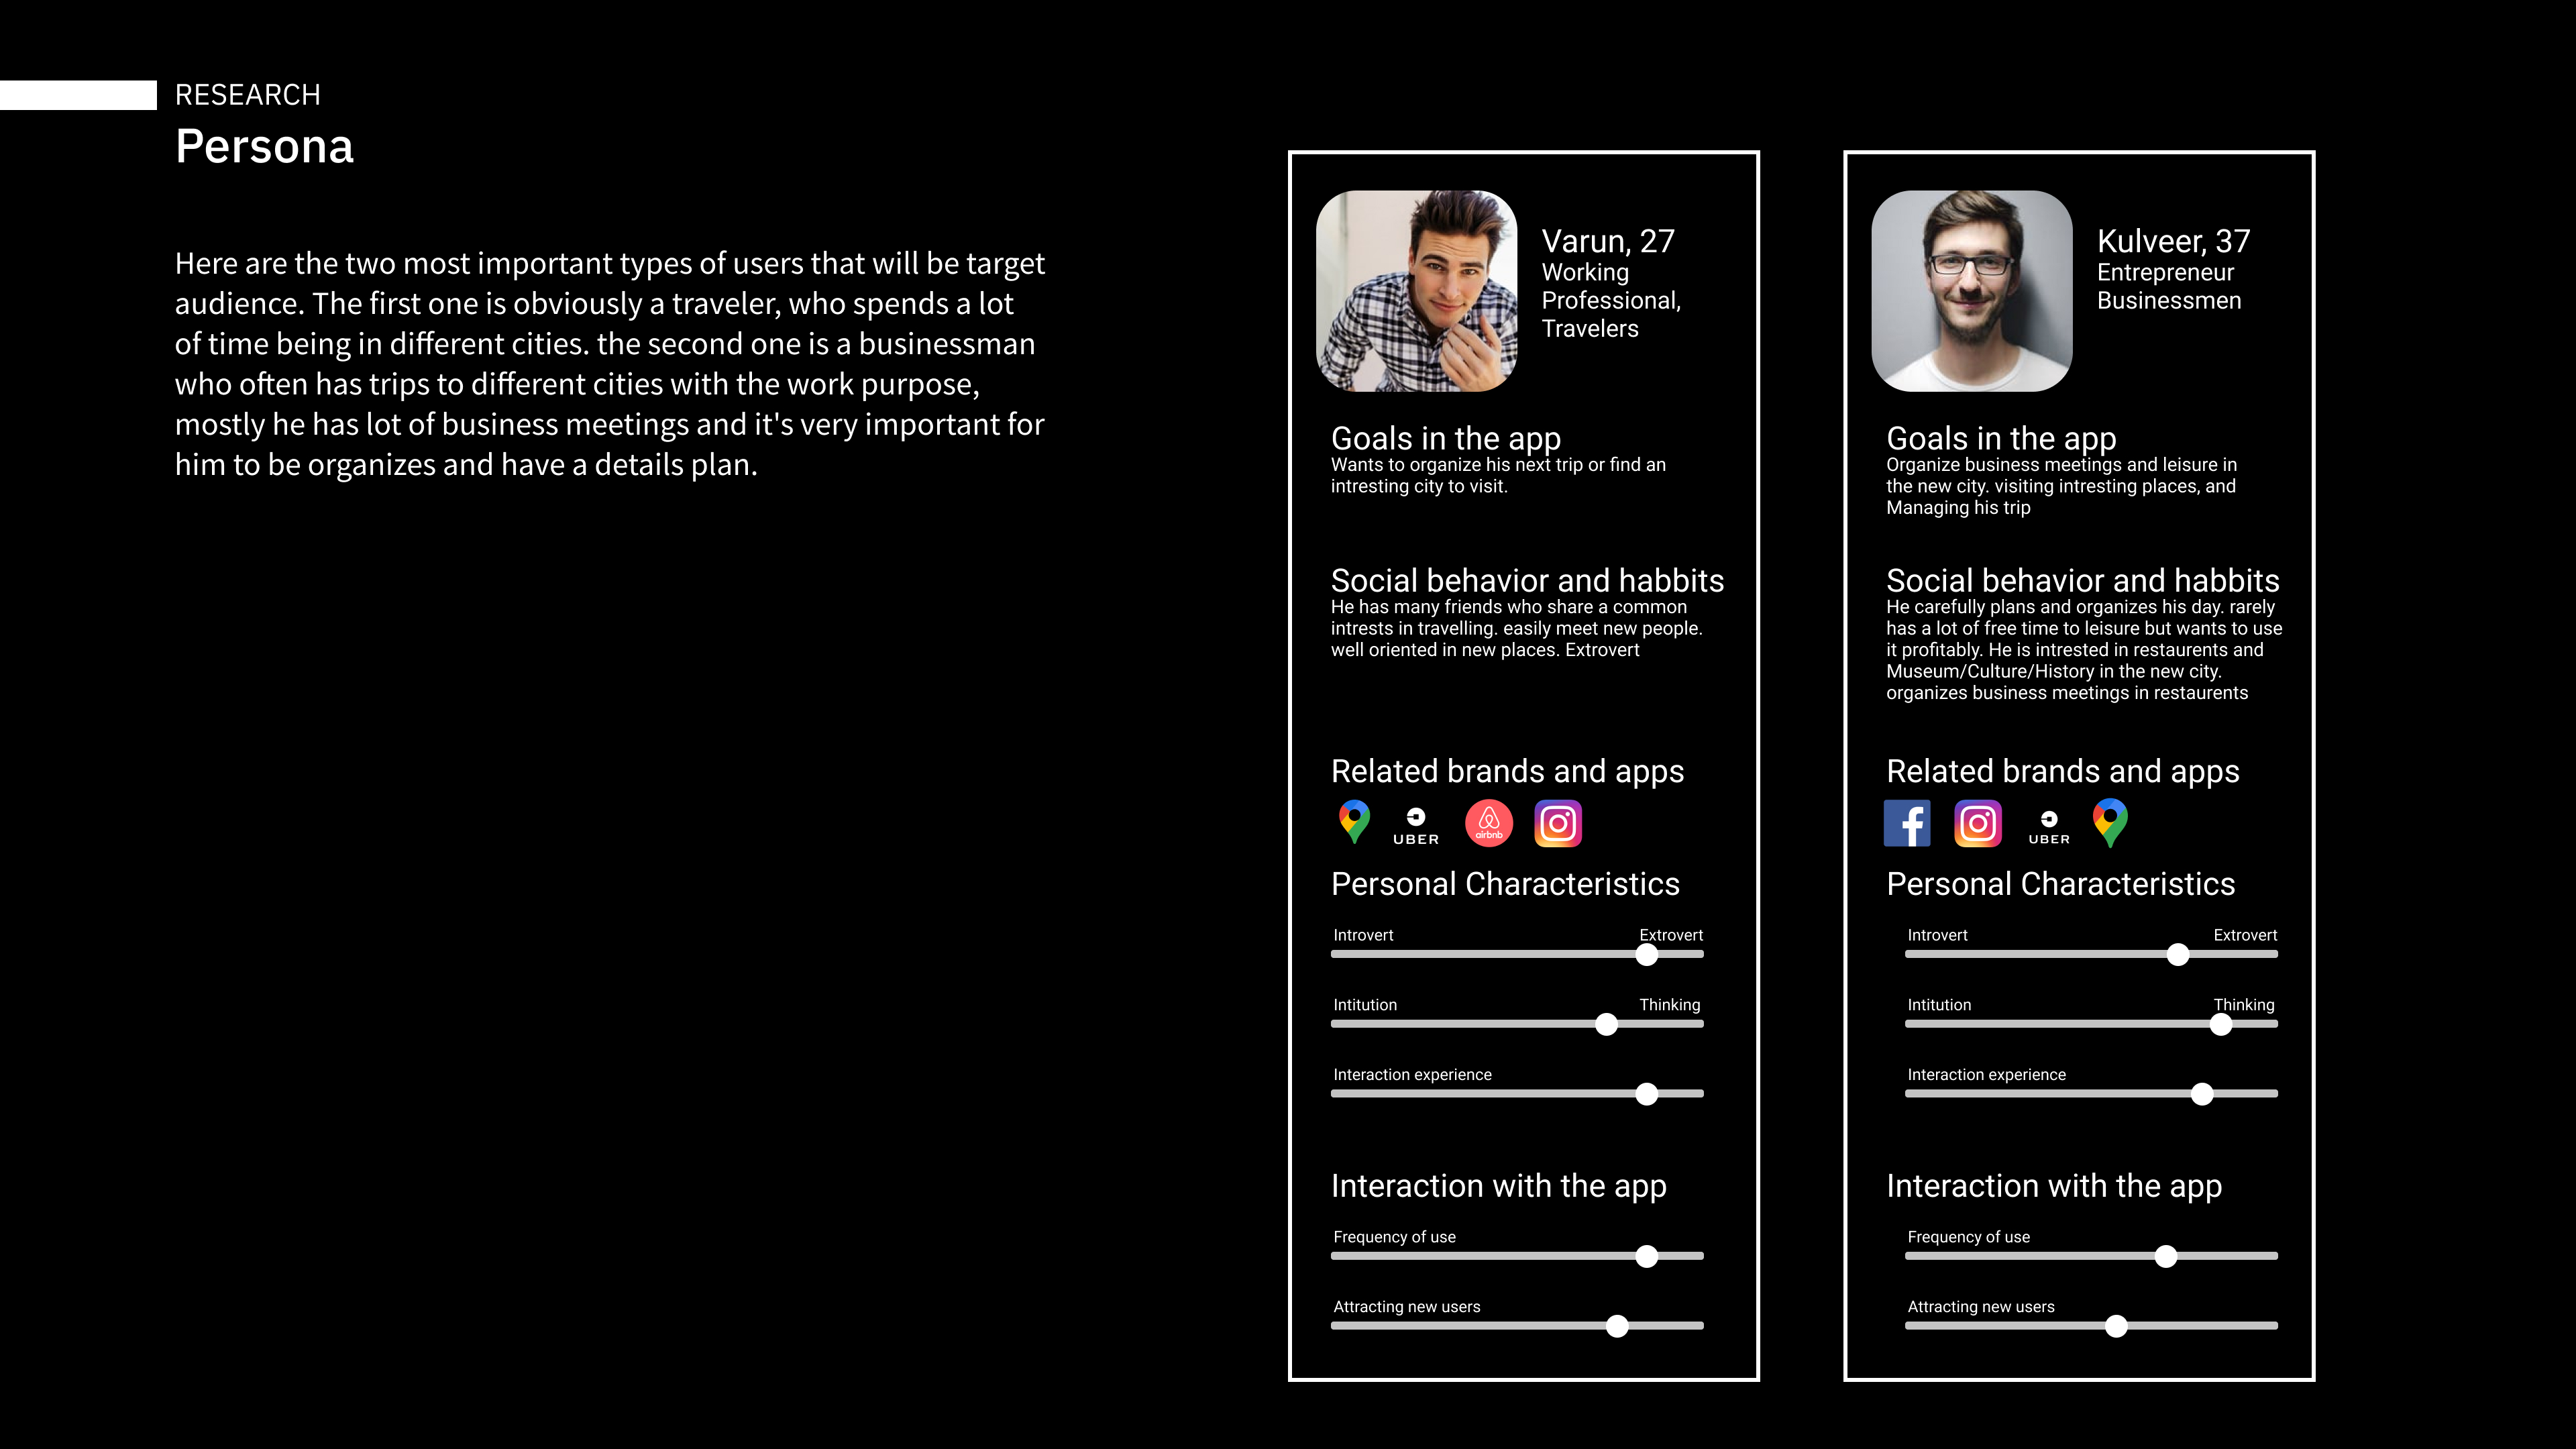 RESEARCH
Persona
Here are the two most important types of users that will be target
audience. The first one is obviously a traveler, who spends a lot
of time being in different cities. the second one is a businessman
who often has trips to different cities with the work purpose,
mostly he has lot of business meetings and it's very important for
him to be organizes and have a details plan.
Varun, 27
Working
Professional,
Travelers
Goals in the app
Wants to organize his next trip or find an
intresting city to visit.
Social behavior and habbits
He has many friends who share a common
intrests in travelling. easily meet new people.
well oriented in new places. Extrovert
Related brands and apps
UBER
airbnb
Personal Characteristics
Introvert Extrovert
Intitution Thinking
Interaction experience
Interaction with the app
Frequency of use
Attracting new users
Kulveer, 37
Entrepreneur
Businessmen
Goals in the app
Organize business meetings and leisure in
the new city. visiting intresting places, and
Managing his trip
Social behavior and habbits
He carefully plans and organizes his day. rarely
has a lot of free time to leisure but wants to use
it profitably. He is intrested in restaurents and
Museum/Culture/History in the new city.
organizes business meetings in restaurents
Related brands and apps
f
UBER
Personal Characteristics
Introvert Extrovert
Intitution Thinking
Interaction experience
Interaction with the app
Frequency of use
Attracting new users